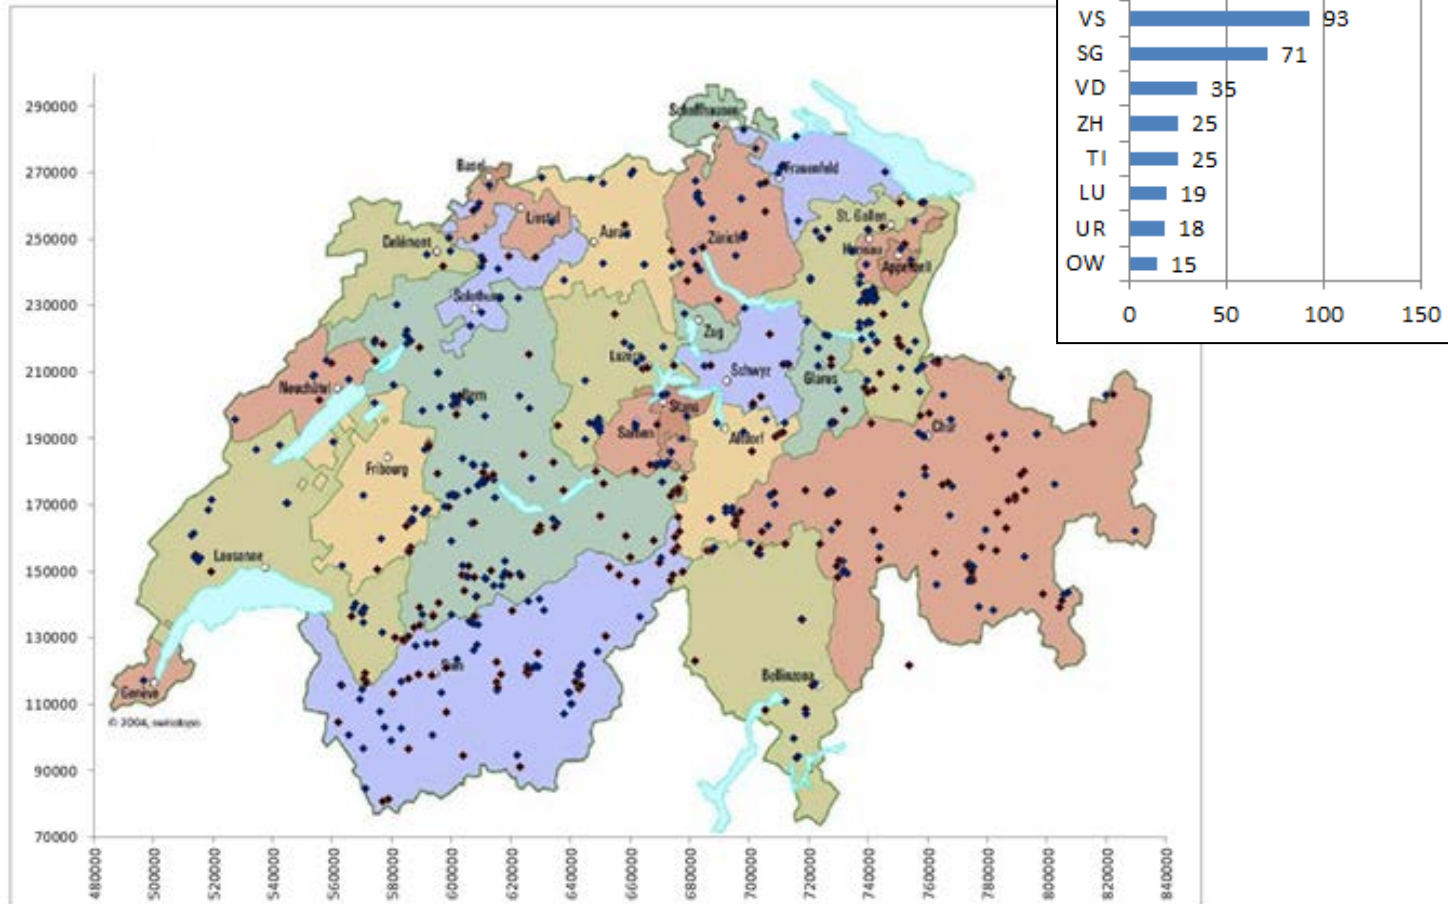 VS 93
SG 71
VD 35
ZH 25
TI 25
LU 19
UR 18
OW 15
0 50 100 150
290000
270000
250000
230000
210000
190000
170000
150000
130000
110000
90000
70000
Schaffhausen
Basel
Frauenfeld
Liestal
St. Gallen
Aarau
Delémont
Zürich
Herisau
Appenzell
Solothurn
Zug
Luzern
Schwyz
Glarus
Neuchâtel
Bern
Stans
Sarnen
Altdorf
Chur
Fribourg
Lausanne
Sion
Bellinzona
Genève
© 2004, swisstopo
480000 500000 520000 540000 560000 580000 600000 620000 640000 660000 680000 700000 720000 740000 760000 780000 800000 820000 840000